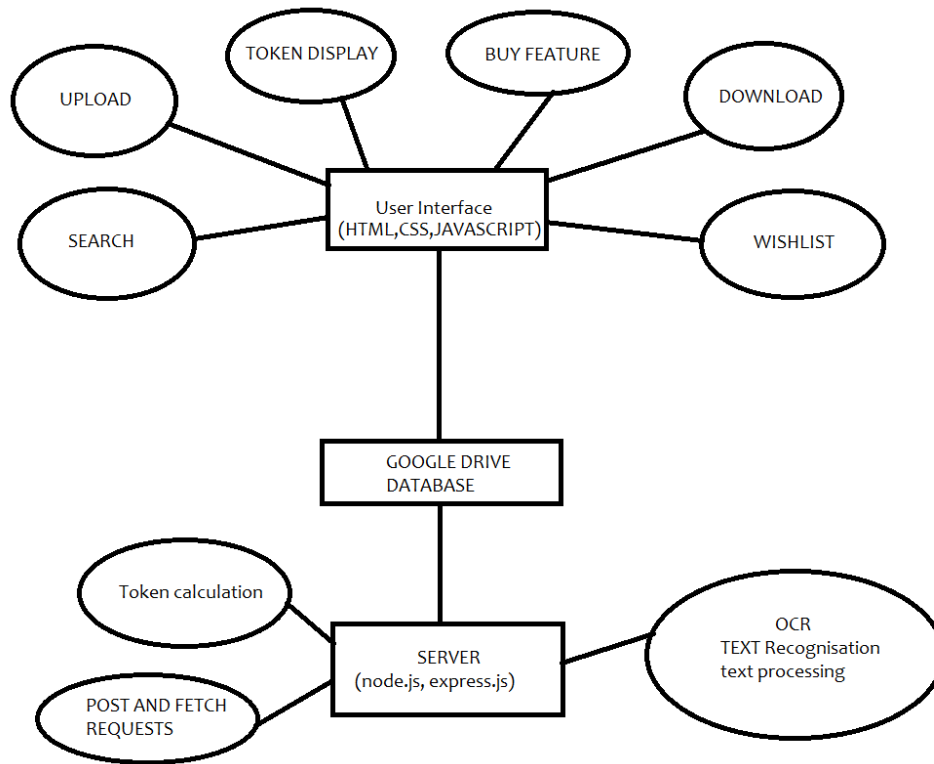 TOKEN DISPLAY
BUY FEATURE
UPLOAD
DOWNLOAD
User Interface
(HTML,CSS,JAVASCRIPT)
SEARCH
WISHLIST
GOOGLE DRIVE
DATABASE
Token calculation
OCR
TEXT Recognisation
text processing
SERVER
(node.js, express.js)
POST AND FETCH
REQUESTS